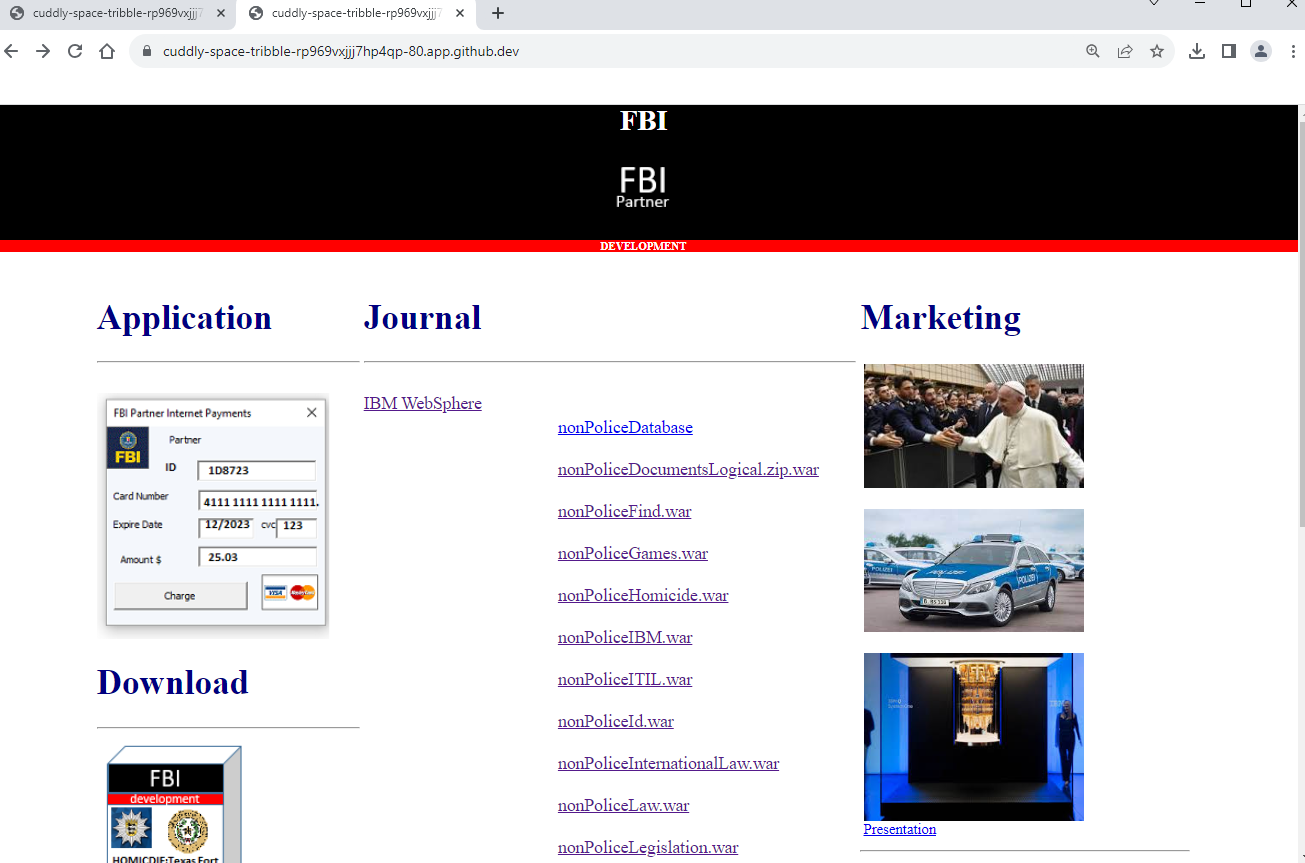 cuddly-space-tribble-rp969vxjjj7
cuddly-space-tribble-rp969vxjjj7
cuddly-space-tribble-rp969vxjjj7hp4qp-80.app.github.dev
FBI
FBI
Partner
DEVELOPMENT
Application
FBI Partner Internet Payments
FBI
Partner
ID
1D8723
Card Number
4111 1111 1111 1111.
Expire Date
12/2023
cvc
123
Amount $
25.03
Charge
VISA
MasterCard
Download
FBI
development
HOMICDIE:Texas Fort
Journal
IBM WebSphere
nonPoliceDatabase
nonPoliceDocumentsLogical.zip.war
nonPoliceFind.war
nonPoliceGames.war
nonPoliceHomicide.war
nonPoliceIBM.war
nonPoliceITIL.war
nonPoliceId.war
nonPoliceInternationalLaw.war
nonPoliceLaw.war
nonPoliceLegislation.war
Marketing
POLIZEI
POLIZEI
Presentation